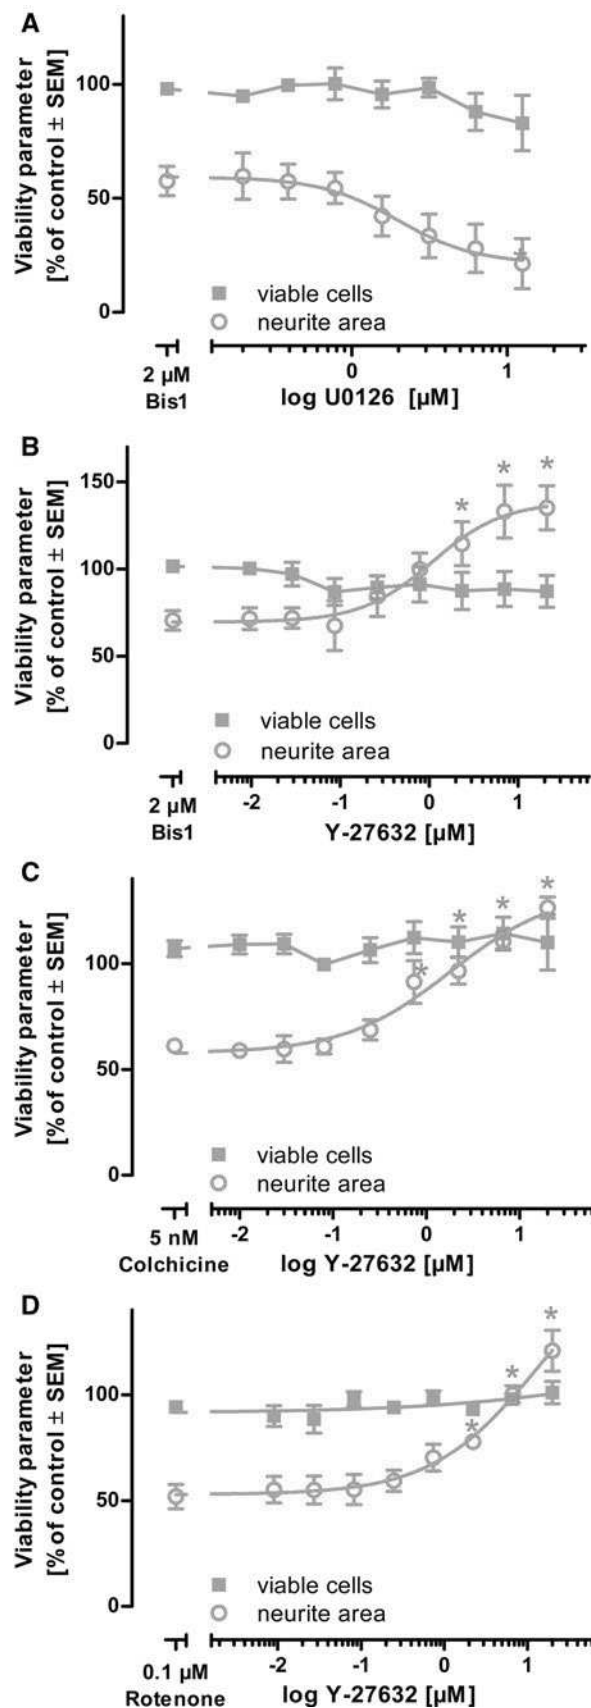 A
Viability parameter
[% of control ± SEM]
100
50
0
viable cells
neurite area
0 1
2 µM
Bis1
log U0126 [µM]
B
Viability parameter
[% of control ± SEM]
150
100
50
0
* * *
viable cells
neurite area
-2 -1 0 1
2 µM
Bis1
Y-27632 [µM]
C
Viability parameter
[% of control ± SEM]
100
50
0
* * * *
viable cells
neurite area
-2 -1 0 1
5 nM
Colchicine
log Y-27632 [µM]
D
Viability parameter
[% of control ± SEM]
100
50
0
* * *
viable cells
neurite area
-2 -1 0 1
0.1 µM
Rotenone
log Y-27632 [µM]